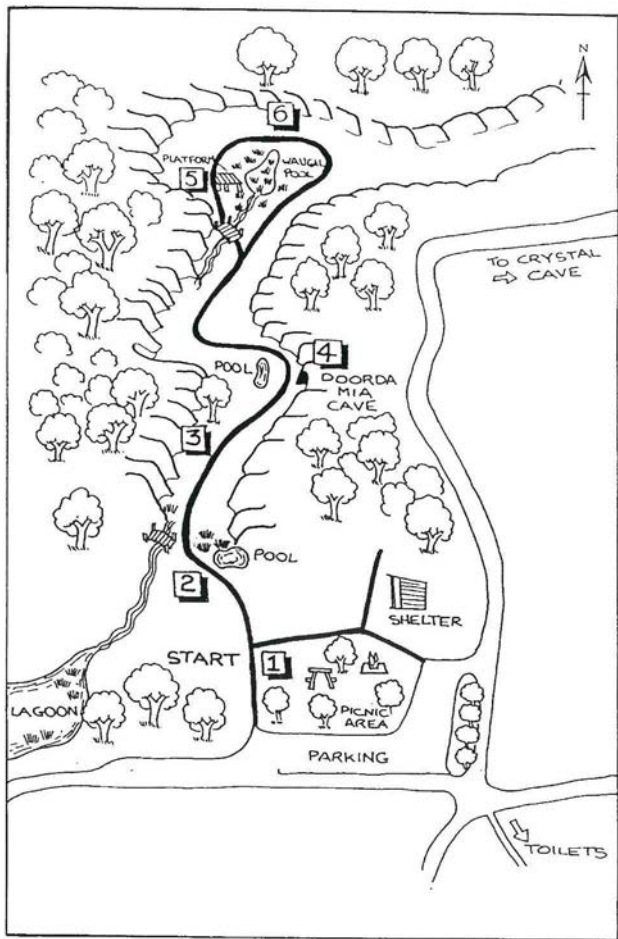 N
6
PLATFORM
WAUGAL
POOL
5
TO CRYSTAL
CAVE
4
POOL
DOORDA
MIA
CAVE
3
POOL
2
SHELTER
START
1
LAGOON
PICNIC
AREA
PARKING
TOILETS